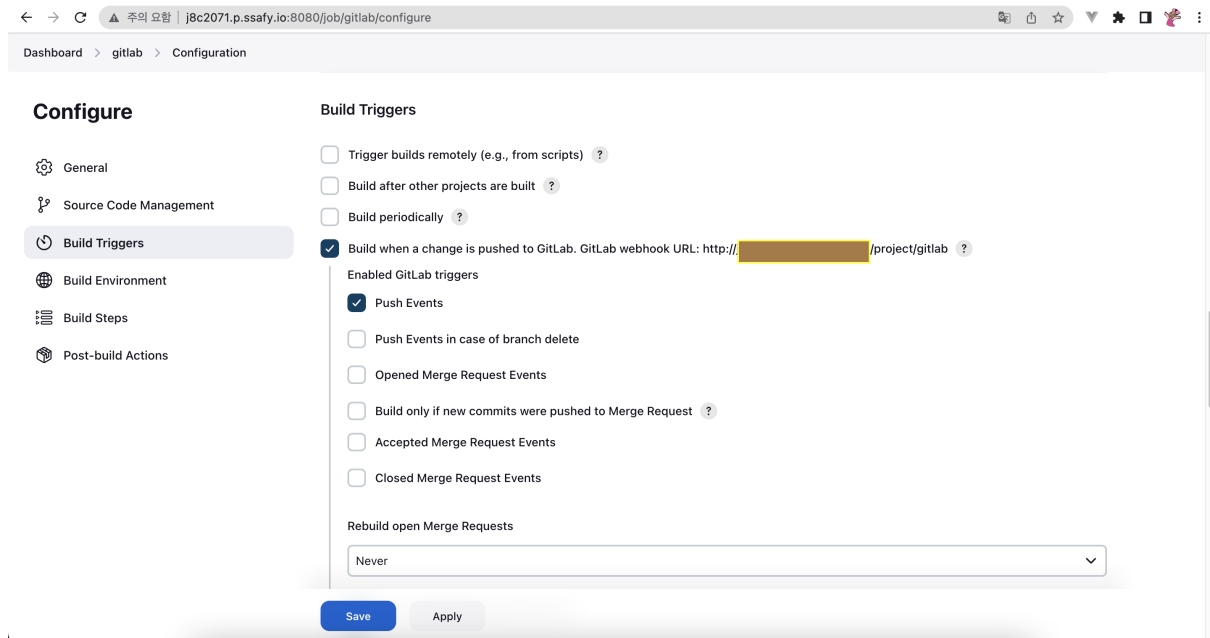 주의 요함 j8c2071.p.ssafy.io:8080/job/gitlab/configure
Dashboard > gitlab > Configuration
Configure
General
Source Code Management
Build Triggers
Build Environment
Build Steps
Post-build Actions
Build Triggers
Trigger builds remotely (e.g., from scripts) ?
Build after other projects are built ?
Build periodically ?
Build when a change is pushed to GitLab. GitLab webhook URL: http:// /project/gitlab ?
Enabled GitLab triggers
Push Events
Push Events in case of branch delete
Opened Merge Request Events
Build only if new commits were pushed to Merge Request ?
Accepted Merge Request Events
Closed Merge Request Events
Rebuild open Merge Requests
Never
Save Apply